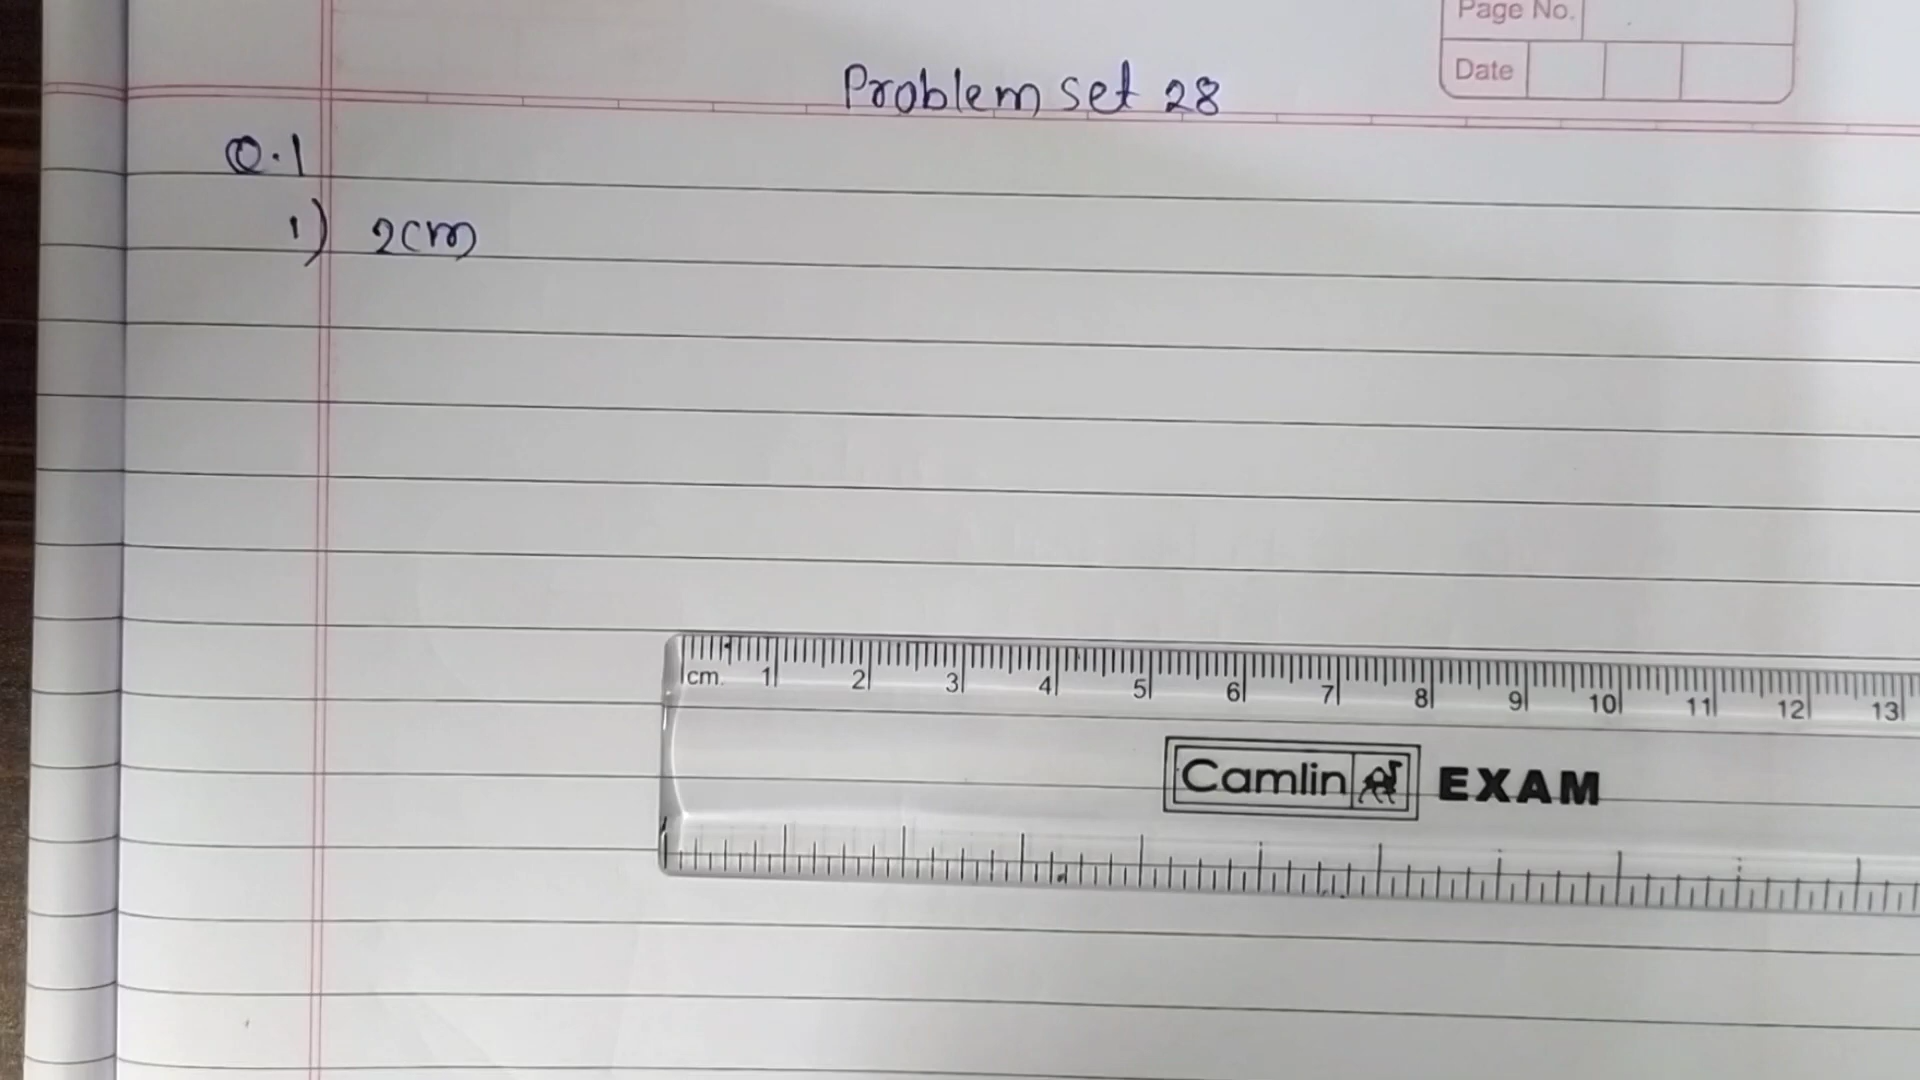 Page No.
Date
Problem set 28
Q.1
1) 2cm
cm. 1 2 3 4 5 6 7 8 9 10 11 12 13
Camlin EXAM